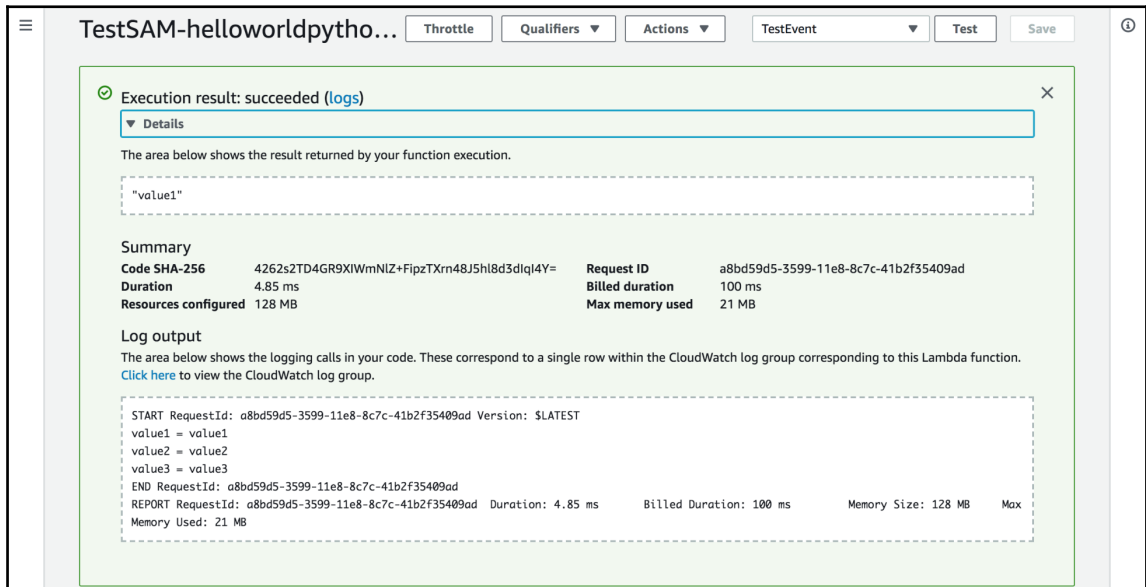 TestSAM-helloworldpytho... Throttle Qualifiers Actions TestEvent Test Save
Execution result: succeeded (logs)
Details
The area below shows the result returned by your function execution.
"value1"
Summary
Code SHA-256 4262s2TD4GR9XIWmNlZ+FipzTXrn48J5hl8d3dIqI4Y= Request ID a8bd59d5-3599-11e8-8c7c-41b2f35409ad
Duration 4.85 ms Billed duration 100 ms
Resources configured 128 MB Max memory used 21 MB
Log output
The area below shows the logging calls in your code. These correspond to a single row within the CloudWatch log group corresponding to this Lambda function.
Click here to view the CloudWatch log group.
START RequestId: a8bd59d5-3599-11e8-8c7c-41b2f35409ad Version: $LATEST
value1 = value1
value2 = value2
value3 = value3
END RequestId: a8bd59d5-3599-11e8-8c7c-41b2f35409ad
REPORT RequestId: a8bd59d5-3599-11e8-8c7c-41b2f35409ad Duration: 4.85 ms Billed Duration: 100 ms Memory Size: 128 MB Max
Memory Used: 21 MB